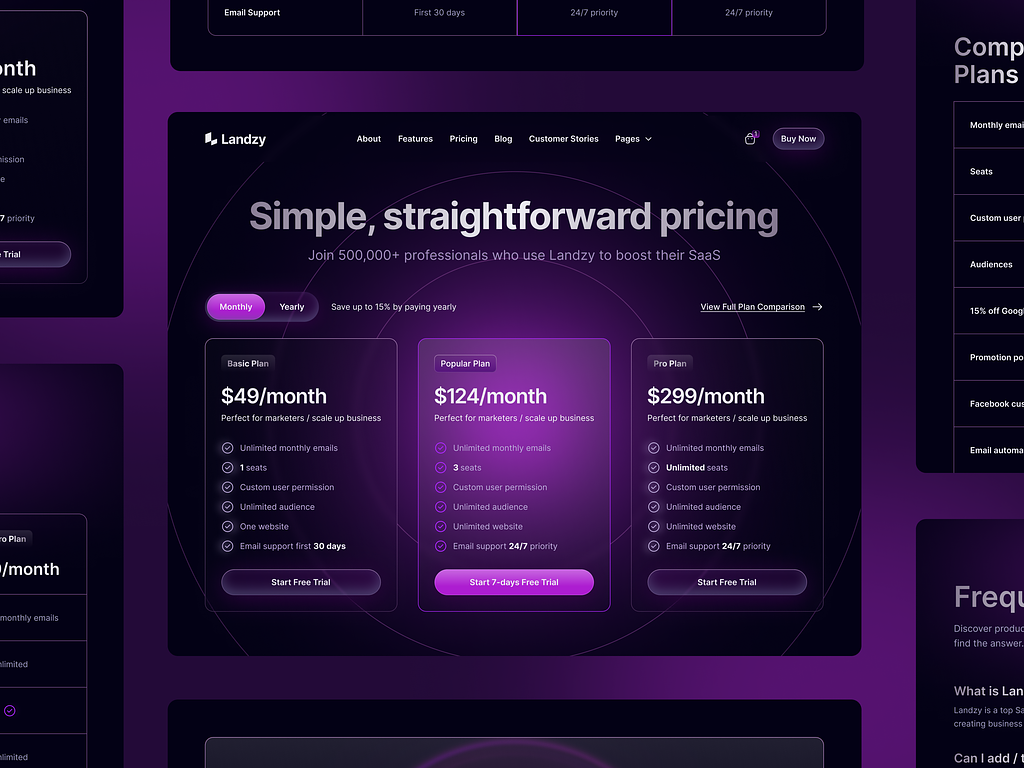 Email Support
First 30 days
24/7 priority
24/7 priority
scale up business
emails
7 priority
Trial
Pro Plan
/month
monthly emails
Landzy
About
Features
Pricing
Blog
Customer Stories
Pages
1
Buy Now
Simple, straightforward pricing
Join 500,000+ professionals who use Landzy to boost their SaaS
Monthly
Yearly
Save up to 15% by paying yearly
View Full Plan Comparison
Basic Plan
$49/month
Perfect for marketers / scale up business
Unlimited monthly emails
1 seats
Custom user permission
Unlimited audience
One website
Email support first 30 days
Start Free Trial
Popular Plan
$124/month
Perfect for marketers / scale up business
Unlimited monthly emails
3 seats
Custom user permission
Unlimited audience
Unlimited website
Email support 24/7 priority
Start 7-days Free Trial
Pro Plan
$299/month
Perfect for marketers / scale up business
Unlimited monthly emails
Unlimited seats
Custom user permission
Unlimited audience
Unlimited website
Email support 24/7 priority
Start Free Trial
Comp
Plans
Monthly emai
Seats
Custom user
Audiences
15% off Goog
Promotion po
Facebook cus
Email automa
Frequ
Discover produc
find the answer.
What is Lan
Landzy is a top Sa
creating business
Can I add / t